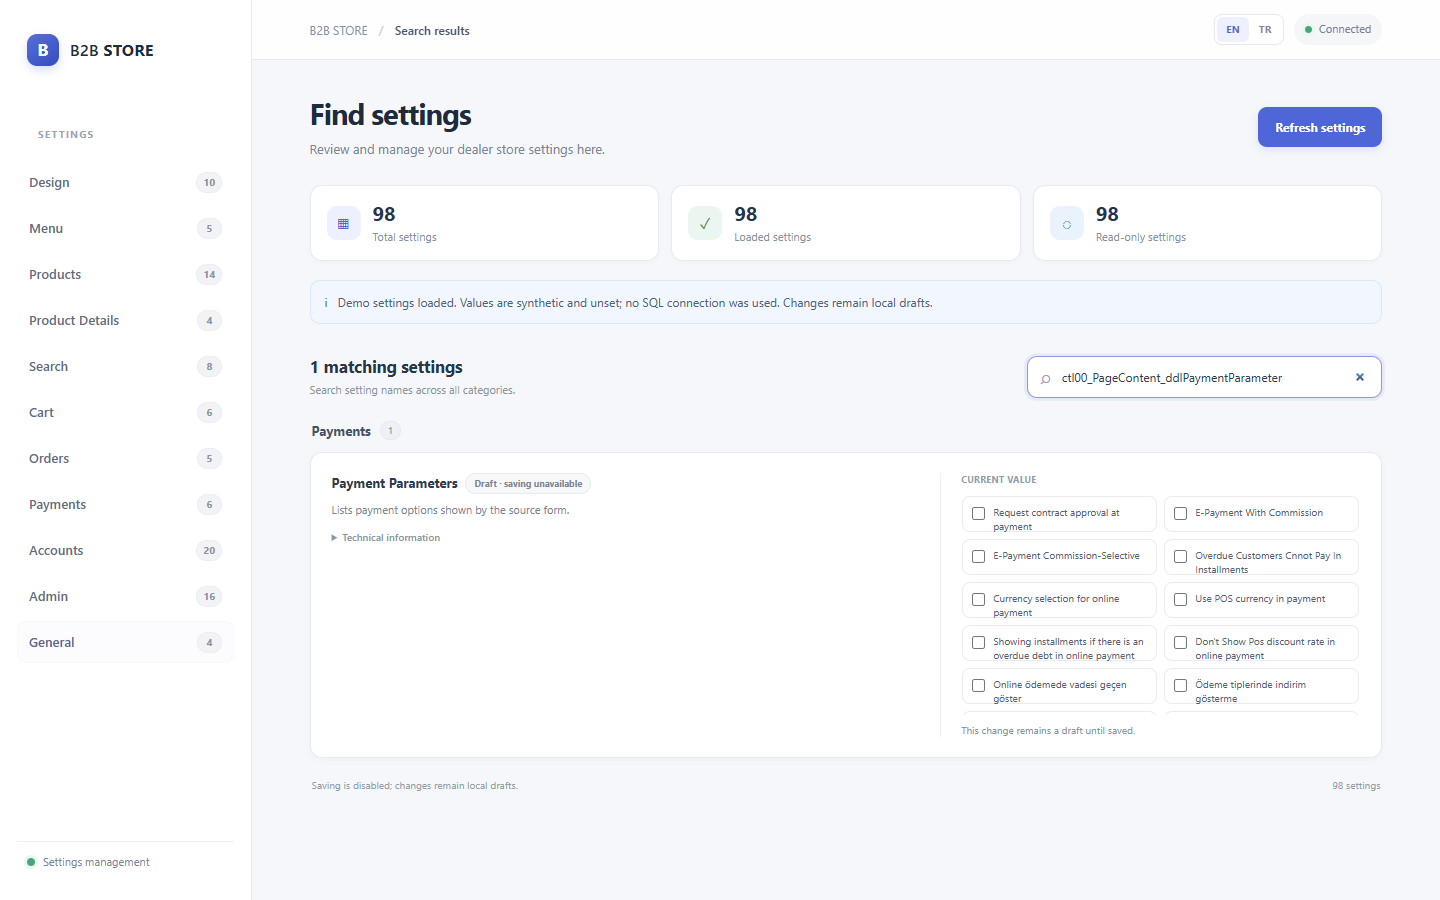 B
B2B STORE
B2B STORE / Search results
EN TR
Connected
SETTINGS
Design 10
Menu 5
Products 14
Product Details 4
Search 8
Cart 6
Orders 5
Payments 6
Accounts 20
Admin 16
General 4
Settings management
Find settings
Review and manage your dealer store settings here.
Refresh settings
98
Total settings
98
Loaded settings
98
Read-only settings
i Demo settings loaded. Values are synthetic and unset; no SQL connection was used. Changes remain local drafts.
1 matching settings
Search setting names across all categories.
ctl00_PageContent_ddlPaymentParameter
Payments 1
Payment Parameters Draft · saving unavailable
Lists payment options shown by the source form.
Technical information
CURRENT VALUE
Request contract approval at
payment
E-Payment With Commission
E-Payment Commission-Selective
Overdue Customers Cnnot Pay In
Installments
Currency selection for online
payment
Use POS currency in payment
Showing installments if there is an
overdue debt in online payment
Don't Show Pos discount rate in
online payment
Online ödemede vadesi geçen
göster
Ödeme tiplerinde indirim
gösterme
This change remains a draft until saved.
Saving is disabled; changes remain local drafts.
98 settings